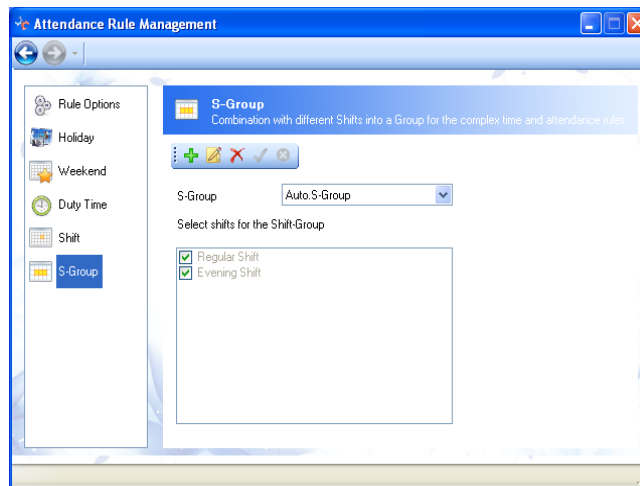 Attendance Rule Management
Rule Options
Holiday
Weekend
Duty Time
Shift
S-Group
S-Group
Combination with different Shifts into a Group for the complex time and attendance rules
S-Group
Auto.S-Group
Select shifts for the Shift-Group
Regular Shift
Evening Shift